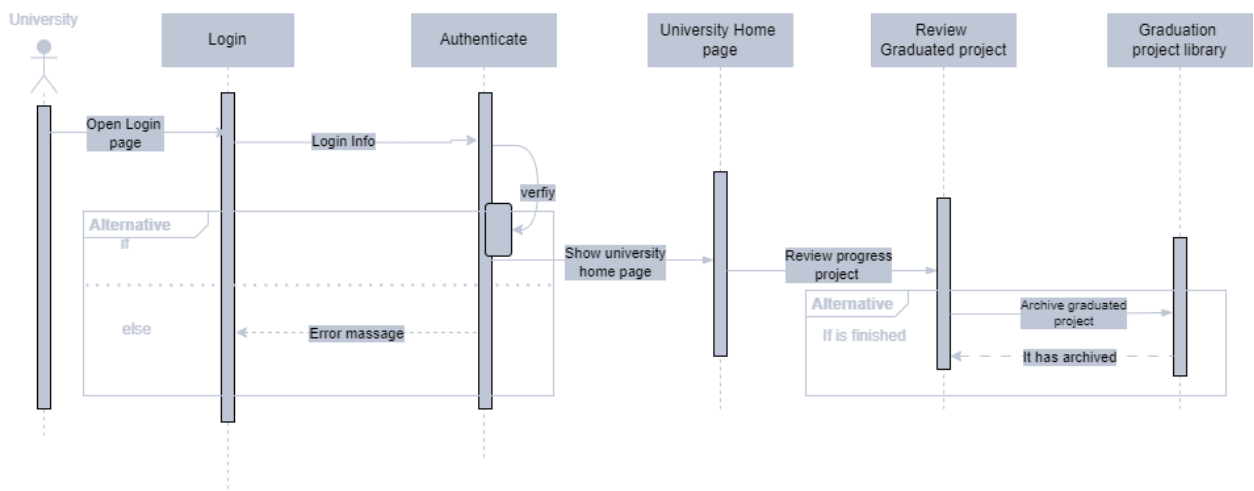 University
Login
Authenticate
University Home
page
Review
Graduated project
Graduation
project library
Open Login
page
Login Info
verfiy
Alternative
if
Show university
home page
Review progress
project
Alternative
Archive graduated
project
else
Error massage
If is finished
It has archived